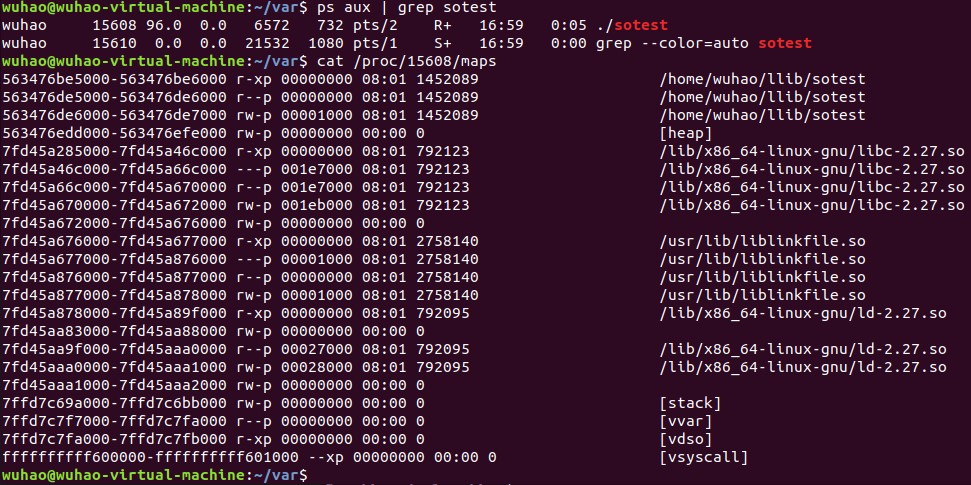 wuhao@wuhao-virtual-machine:~/var$ ps aux | grep sotest
wuhao     15608 96.0  0.0   6572   732 pts/2    R+   16:59   0:05 ./sotest
wuhao     15610  0.0  0.0  21532  1080 pts/1    S+   16:59   0:00 grep --color=auto sotest
wuhao@wuhao-virtual-machine:~/var$ cat /proc/15608/maps
563476be5000-563476be6000 r-xp 00000000 08:01 1452089                    /home/wuhao/llib/sotest
563476de5000-563476de6000 r--p 00000000 08:01 1452089                    /home/wuhao/llib/sotest
563476de6000-563476de7000 rw-p 00001000 08:01 1452089                    /home/wuhao/llib/sotest
563476edd000-563476efe000 rw-p 00000000 00:00 0                          [heap]
7fd45a285000-7fd45a46c000 r-xp 00000000 08:01 792123                     /lib/x86_64-linux-gnu/libc-2.27.so
7fd45a46c000-7fd45a66c000 ---p 001e7000 08:01 792123                     /lib/x86_64-linux-gnu/libc-2.27.so
7fd45a66c000-7fd45a670000 r--p 001e7000 08:01 792123                     /lib/x86_64-linux-gnu/libc-2.27.so
7fd45a670000-7fd45a672000 rw-p 001eb000 08:01 792123                     /lib/x86_64-linux-gnu/libc-2.27.so
7fd45a672000-7fd45a676000 rw-p 00000000 00:00 0
7fd45a676000-7fd45a677000 r-xp 00000000 08:01 2758140                    /usr/lib/liblinkfile.so
7fd45a677000-7fd45a876000 ---p 00001000 08:01 2758140                    /usr/lib/liblinkfile.so
7fd45a876000-7fd45a877000 r--p 00000000 08:01 2758140                    /usr/lib/liblinkfile.so
7fd45a877000-7fd45a878000 rw-p 00001000 08:01 2758140                    /usr/lib/liblinkfile.so
7fd45a878000-7fd45a89f000 r-xp 00000000 08:01 792095                     /lib/x86_64-linux-gnu/ld-2.27.so
7fd45aa83000-7fd45aa88000 rw-p 00000000 00:00 0
7fd45aa9f000-7fd45aaa0000 r--p 00027000 08:01 792095                     /lib/x86_64-linux-gnu/ld-2.27.so
7fd45aaa0000-7fd45aaa1000 rw-p 00028000 08:01 792095                     /lib/x86_64-linux-gnu/ld-2.27.so
7fd45aaa1000-7fd45aaa2000 rw-p 00000000 00:00 0
7ffd7c69a000-7ffd7c6bb000 rw-p 00000000 00:00 0                          [stack]
7ffd7c7f7000-7ffd7c7fa000 r--p 00000000 00:00 0                          [vvar]
7ffd7c7fa000-7ffd7c7fb000 r-xp 00000000 00:00 0                          [vdso]
ffffffffff600000-ffffffffff601000 --xp 00000000 00:00 0                  [vsyscall]
wuhao@wuhao-virtual-machine:~/var$